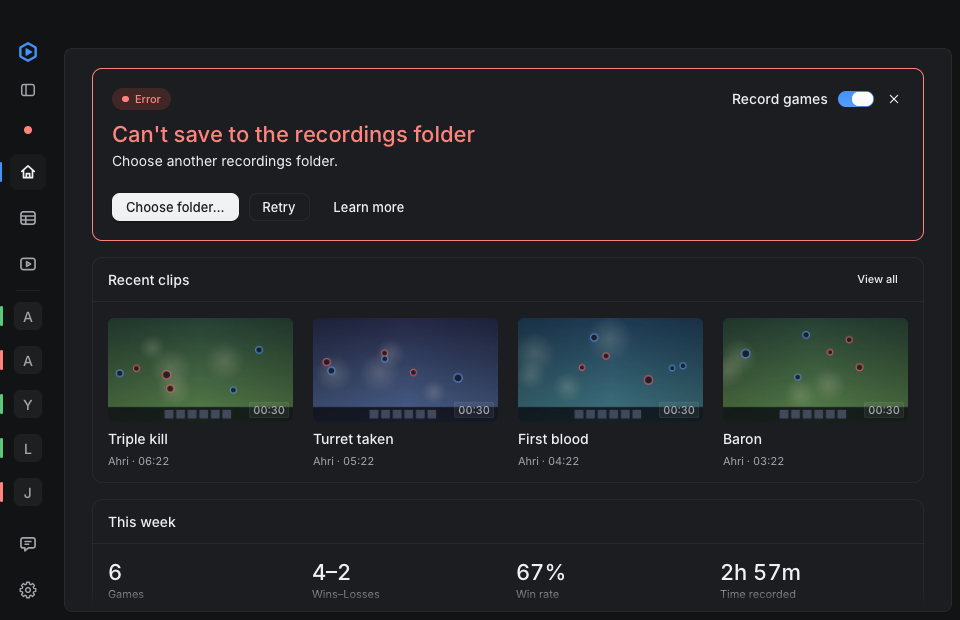 Error
Record games
Can't save to the recordings folder
Choose another recordings folder.
Choose folder...
Retry
Learn more
Recent clips
View all
A
A
Y
L
J
00:30
00:30
00:30
00:30
Triple kill
Turret taken
First blood
Baron
Ahri · 06:22
Ahri · 05:22
Ahri · 04:22
Ahri · 03:22
This week
6
4–2
67%
2h 57m
Games
Wins–Losses
Win rate
Time recorded